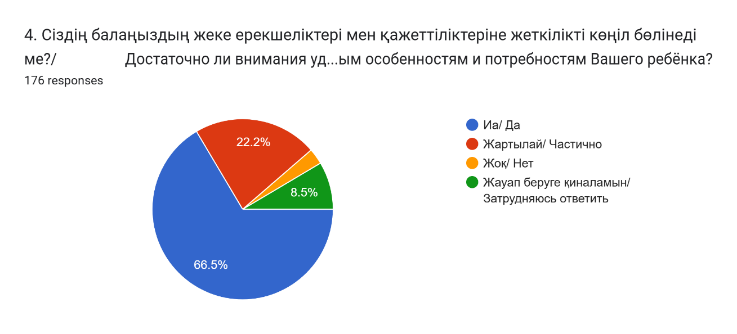 4. Сіздің балаңыздың жеке ерекшеліктері мен қажеттіліктеріне жеткілікті көңіл бөлінеді
ме?/ Достаточно ли внимания уд...ым особенностям и потребностям Вашего ребёнка?
176 responses
22.2%
8.5%
66.5%
Иа/ Да
Жартылай/ Частично
Жоқ/ Нет
Жауап беруге қиналамын/
Затрудняюсь ответить